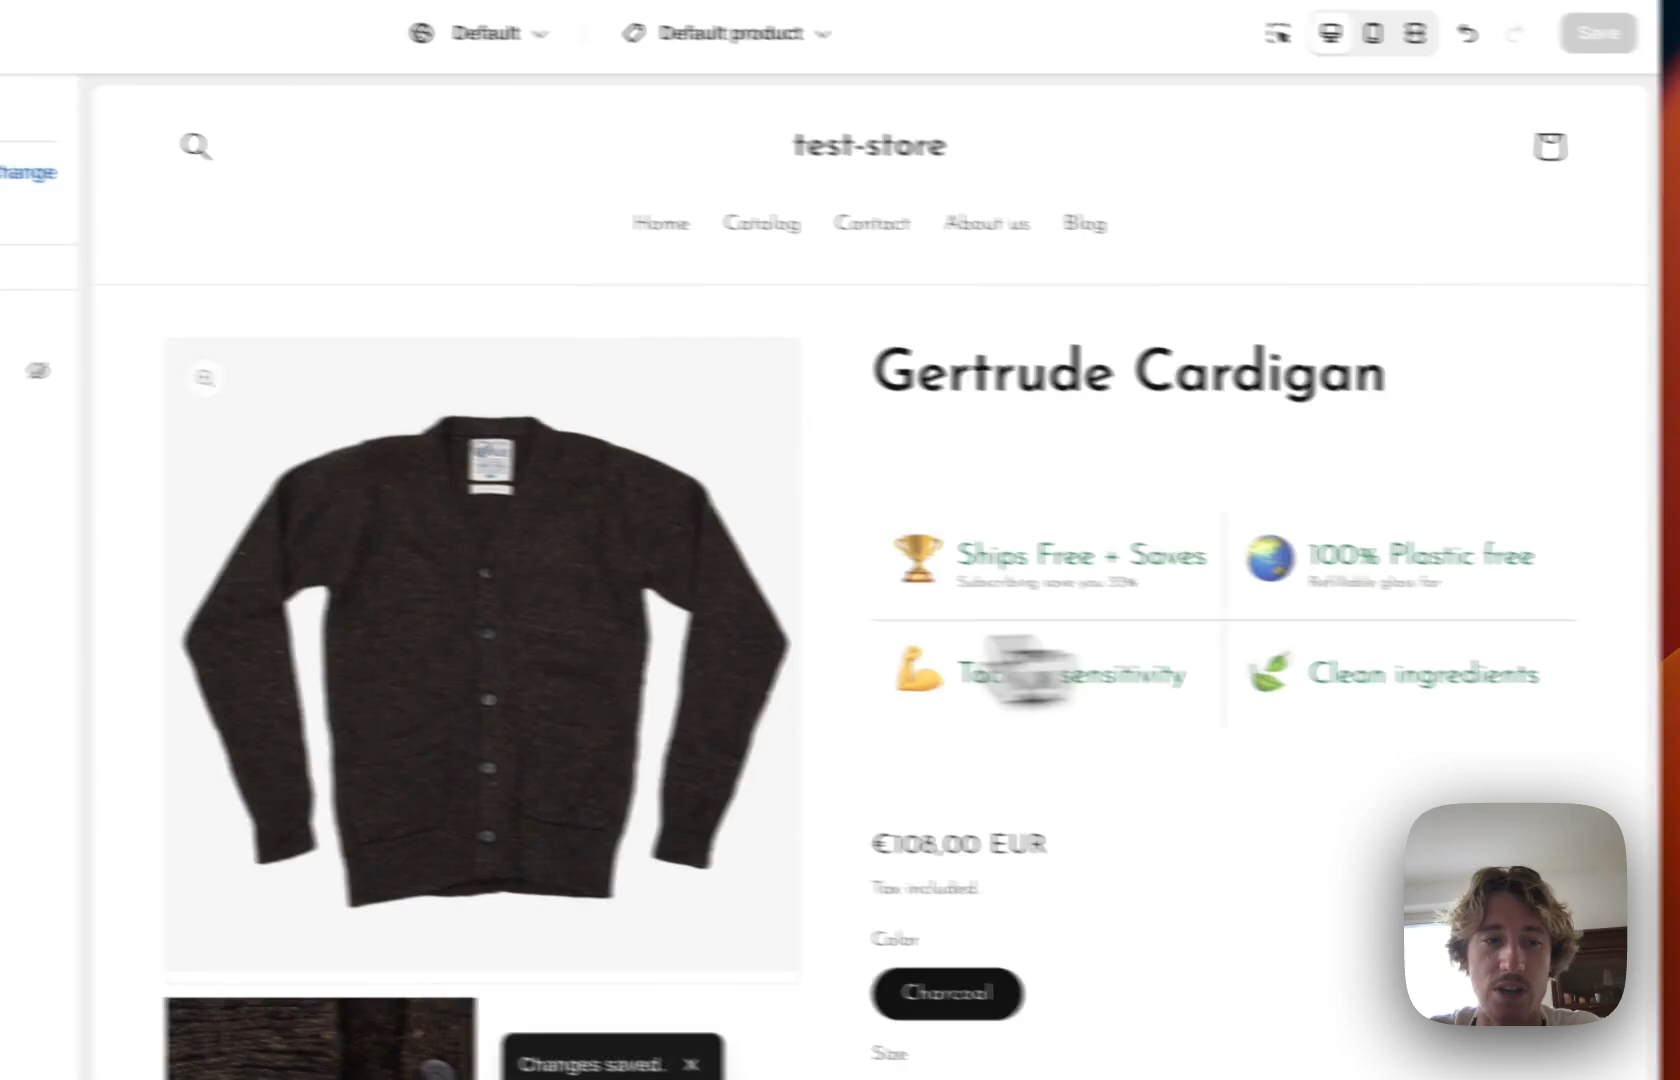 Default
Default product
Save
hange
test-store
Home Catalog Contact About us Blog
Gertrude Cardigan
Ships Free + Saves
Subscribing save you 33%
100% Plastic free
Refillable glass for
sensitivity
Clean ingredients
€108,00 EUR
Tax included.
Color
Charcoal
Size
Changes saved.